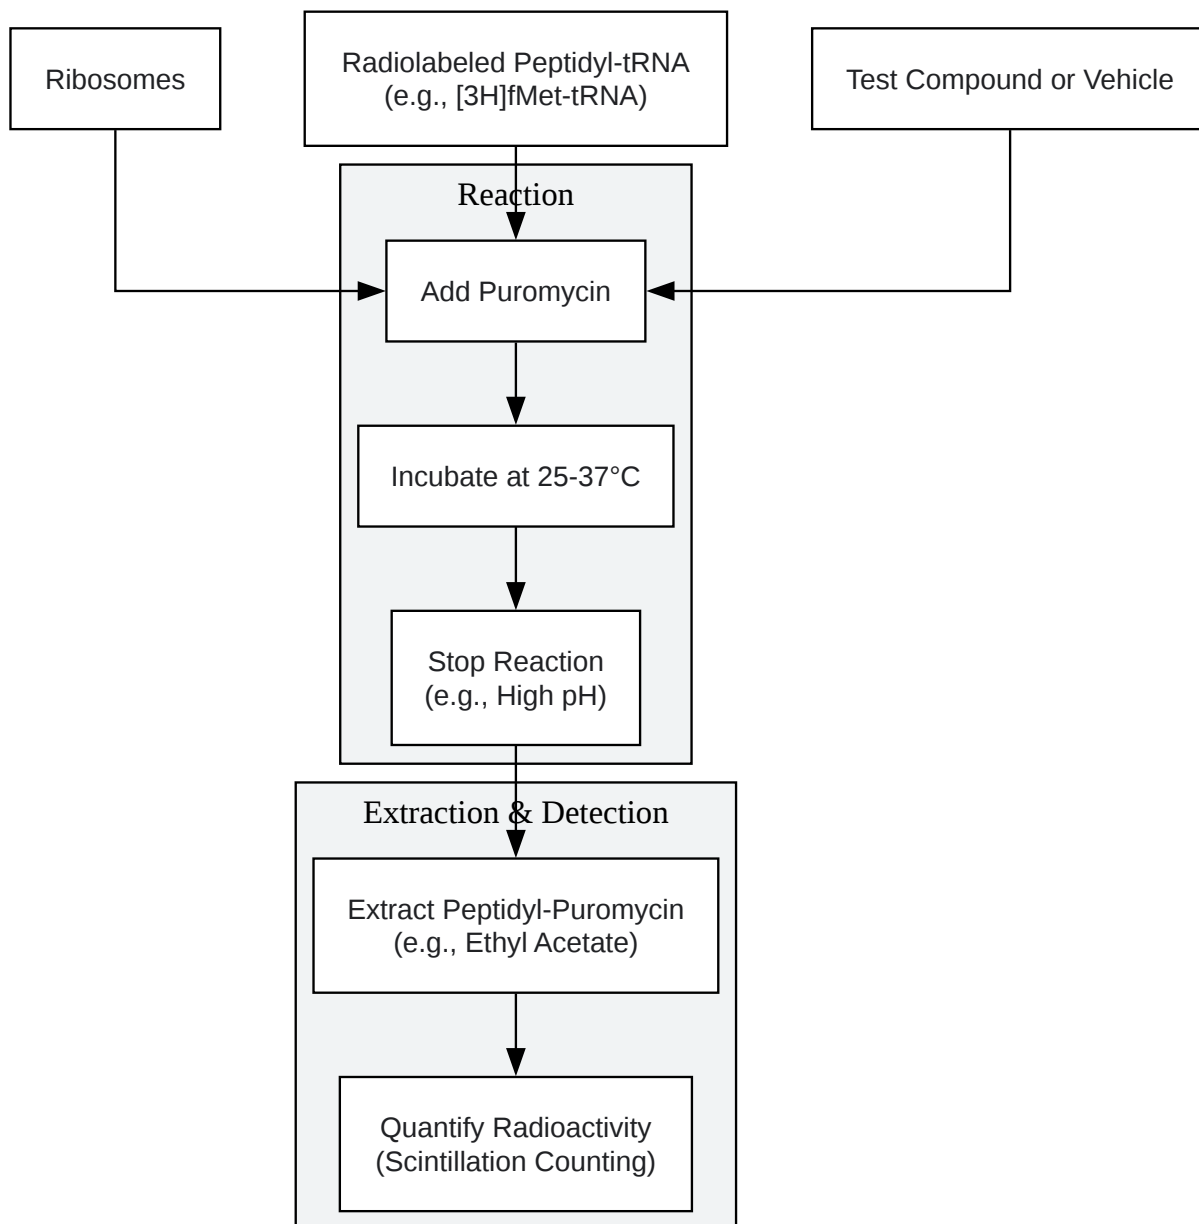 Ribosomes
Radiolabeled Peptidyl-tRNA
(e.g., [3H]fMet-tRNA)
Test Compound or Vehicle
Reaction
Add Puromycin
Incubate at 25-37°C
Stop Reaction
(e.g., High pH)
Extraction & Detection
Extract Peptidyl-Puromycin
(e.g., Ethyl Acetate)
Quantify Radioactivity
(Scintillation Counting)